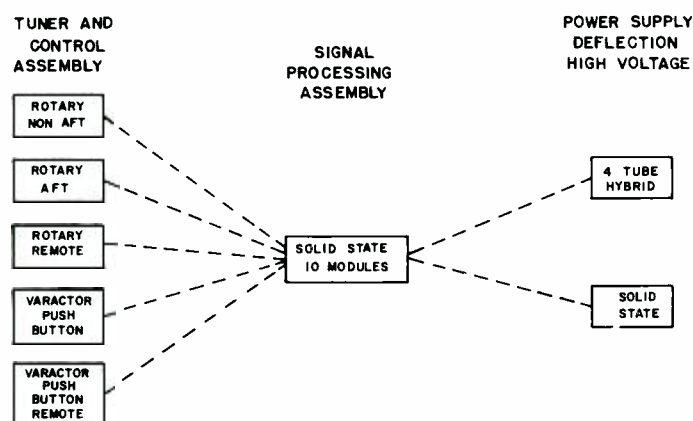 TUNER AND
CONTROL
ASSEMBLY
SIGNAL
PROCESSING
ASSEMBLY
POWER SUPPLY
DEFLECTION
HIGH VOLTAGE
ROTARY
NON AFT
ROTARY
AFT
ROTARY
REMOTE
VARACTOR
PUSH
BUTTON
VARACTOR
PUSH
BUTTON
REMOTE
SOLID STATE
10 MODULES
4 TUBE
HYBRID
SOLID
STATE